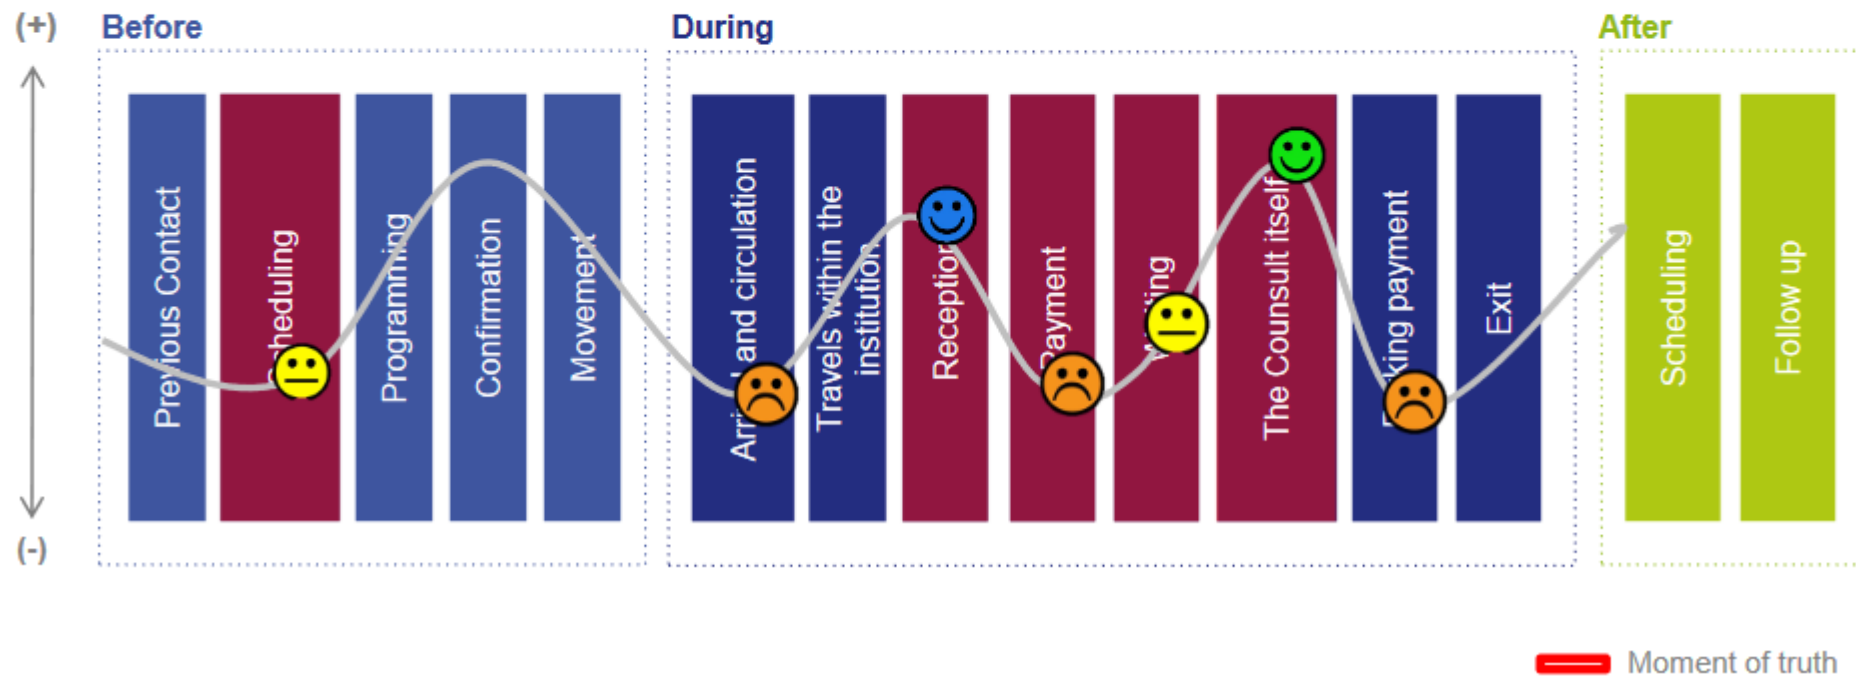 (+)
Before
During
After
Previous Contact
Scheduling
Programming
Confirmation
Movement
and circulation
Travels within the
institution
Reception
Payment
The Counsult itself
payment
Exit
Scheduling
Follow up
(-)
Moment of truth